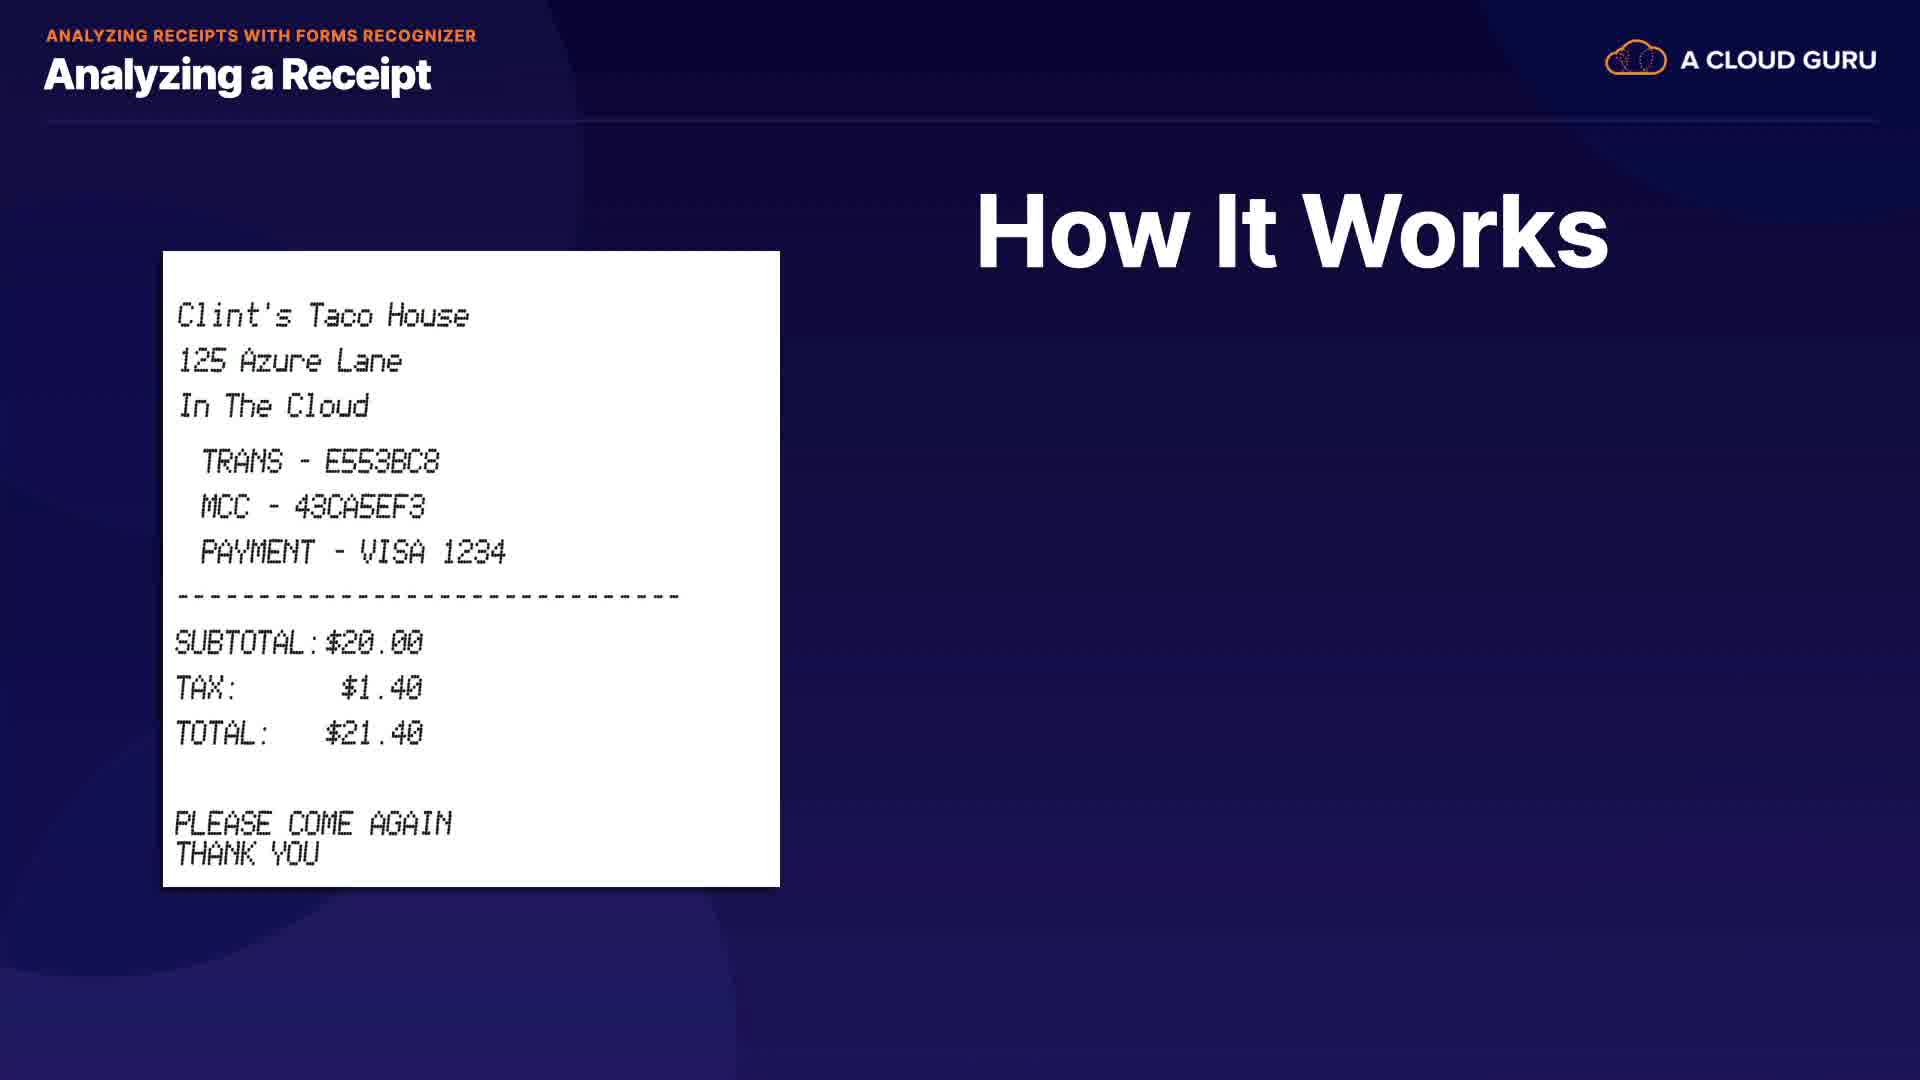 ANALYZING RECEIPTS WITH FORMS RECOGNIZER
Analyzing a Receipt
A CLOUD GURU
How It Works
Clint's Taco House
125 Azure Lane
In The Cloud
TRANS - E553BC8
MCC - 43CA5EF3
PAYMENT - VISA 1234
-------------------------------
SUBTOTAL:$20.00
TAX: $1.40
TOTAL: $21.40
PLEASE COME AGAIN
THANK YOU